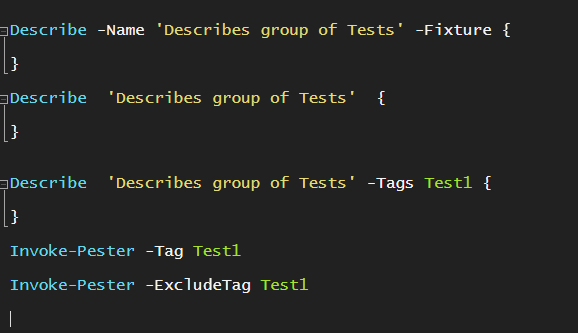 Describe -Name 'Describes group of Tests' -Fixture {
}
Describe  'Describes group of Tests'  {
}
Describe  'Describes group of Tests' -Tags Test1 {
}
Invoke-Pester -Tag Test1
Invoke-Pester -ExcludeTag Test1